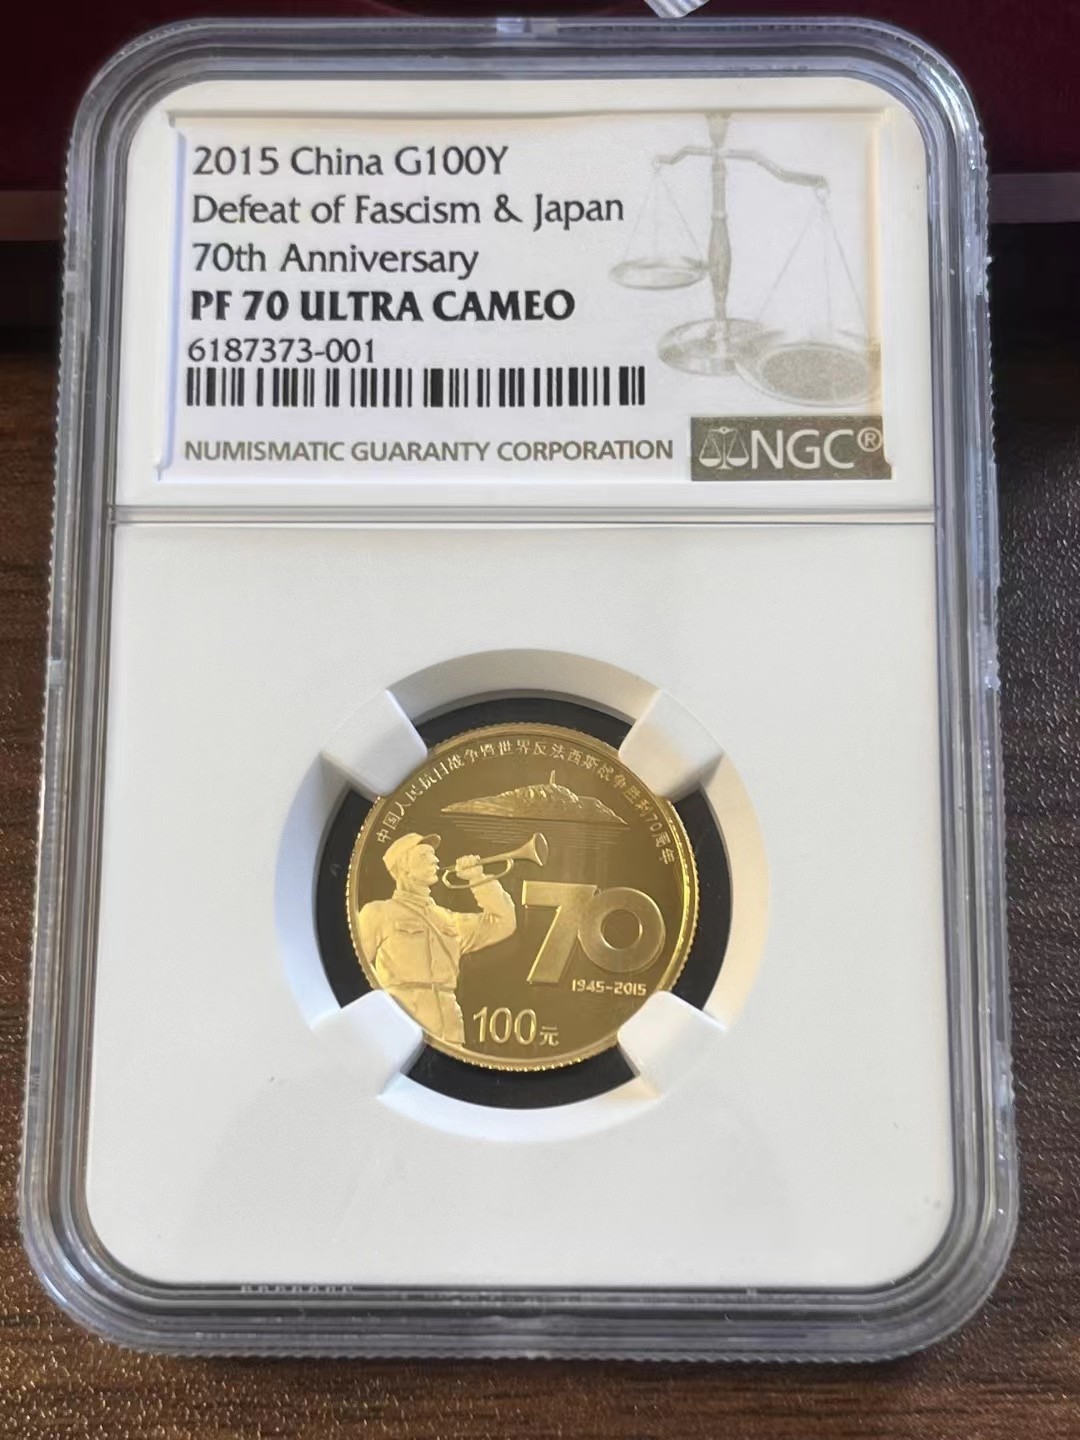 2015 China G100Y
Defeat of Fascism & Japan
70th Anniversary
PF 70 ULTRA CAMEO
6187373-001
NUMISMATIC GUARANTY CORPORATION
NGC®
中国人民抗日战争暨世界反法西斯战争胜利70周年
70
1945-2015
100元